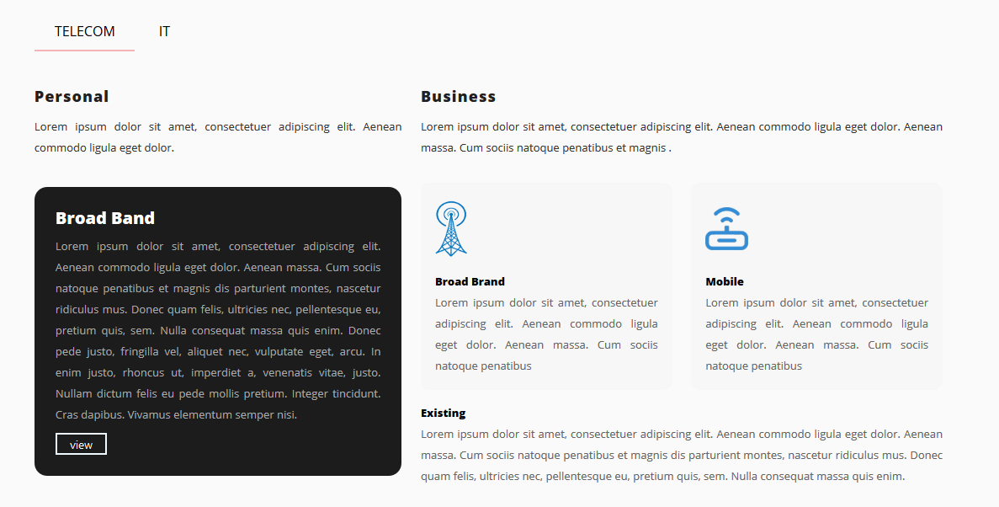 TELECOM
IT
Personal
Lorem ipsum dolor sit amet, consectetuer adipiscing elit. Aenean
commodo ligula eget dolor.
Broad Band
Lorem ipsum dolor sit amet, consectetuer adipiscing elit.
Aenean commodo ligula eget dolor. Aenean massa. Cum sociis
natoque penatibus et magnis dis parturient montes, nascetur
ridiculus mus. Donec quam felis, ultricies nec, pellentesque eu,
pretium quis, sem. Nulla consequat massa quis enim. Donec
pede justo, fringilla vel, aliquet nec, vulputate eget, arcu. In
enim justo, rhoncus ut, imperdiet a, venenatis vitae, justo.
Nullam dictum felis eu pede mollis pretium. Integer tincidunt.
Cras dapibus. Vivamus elementum semper nisi.
view
Business
Lorem ipsum dolor sit amet, consectetuer adipiscing elit. Aenean commodo ligula eget dolor. Aenean
massa. Cum sociis natoque penatibus et magnis .
Broad Brand
Lorem ipsum dolor sit amet, consectetuer
adipiscing elit. Aenean commodo ligula
eget dolor. Aenean massa. Cum sociis
natoque penatibus
Mobile
Lorem ipsum dolor sit amet, consectetuer
adipiscing elit. Aenean commodo ligula
eget dolor. Aenean massa. Cum sociis
natoque penatibus
Existing
Lorem ipsum dolor sit amet, consectetuer adipiscing elit. Aenean commodo ligula eget dolor. Aenean
massa. Cum sociis natoque penatibus et magnis dis parturient montes, nascetur ridiculus mus. Donec
quam felis, ultricies nec, pellentesque eu, pretium quis, sem. Nulla consequat massa quis enim.